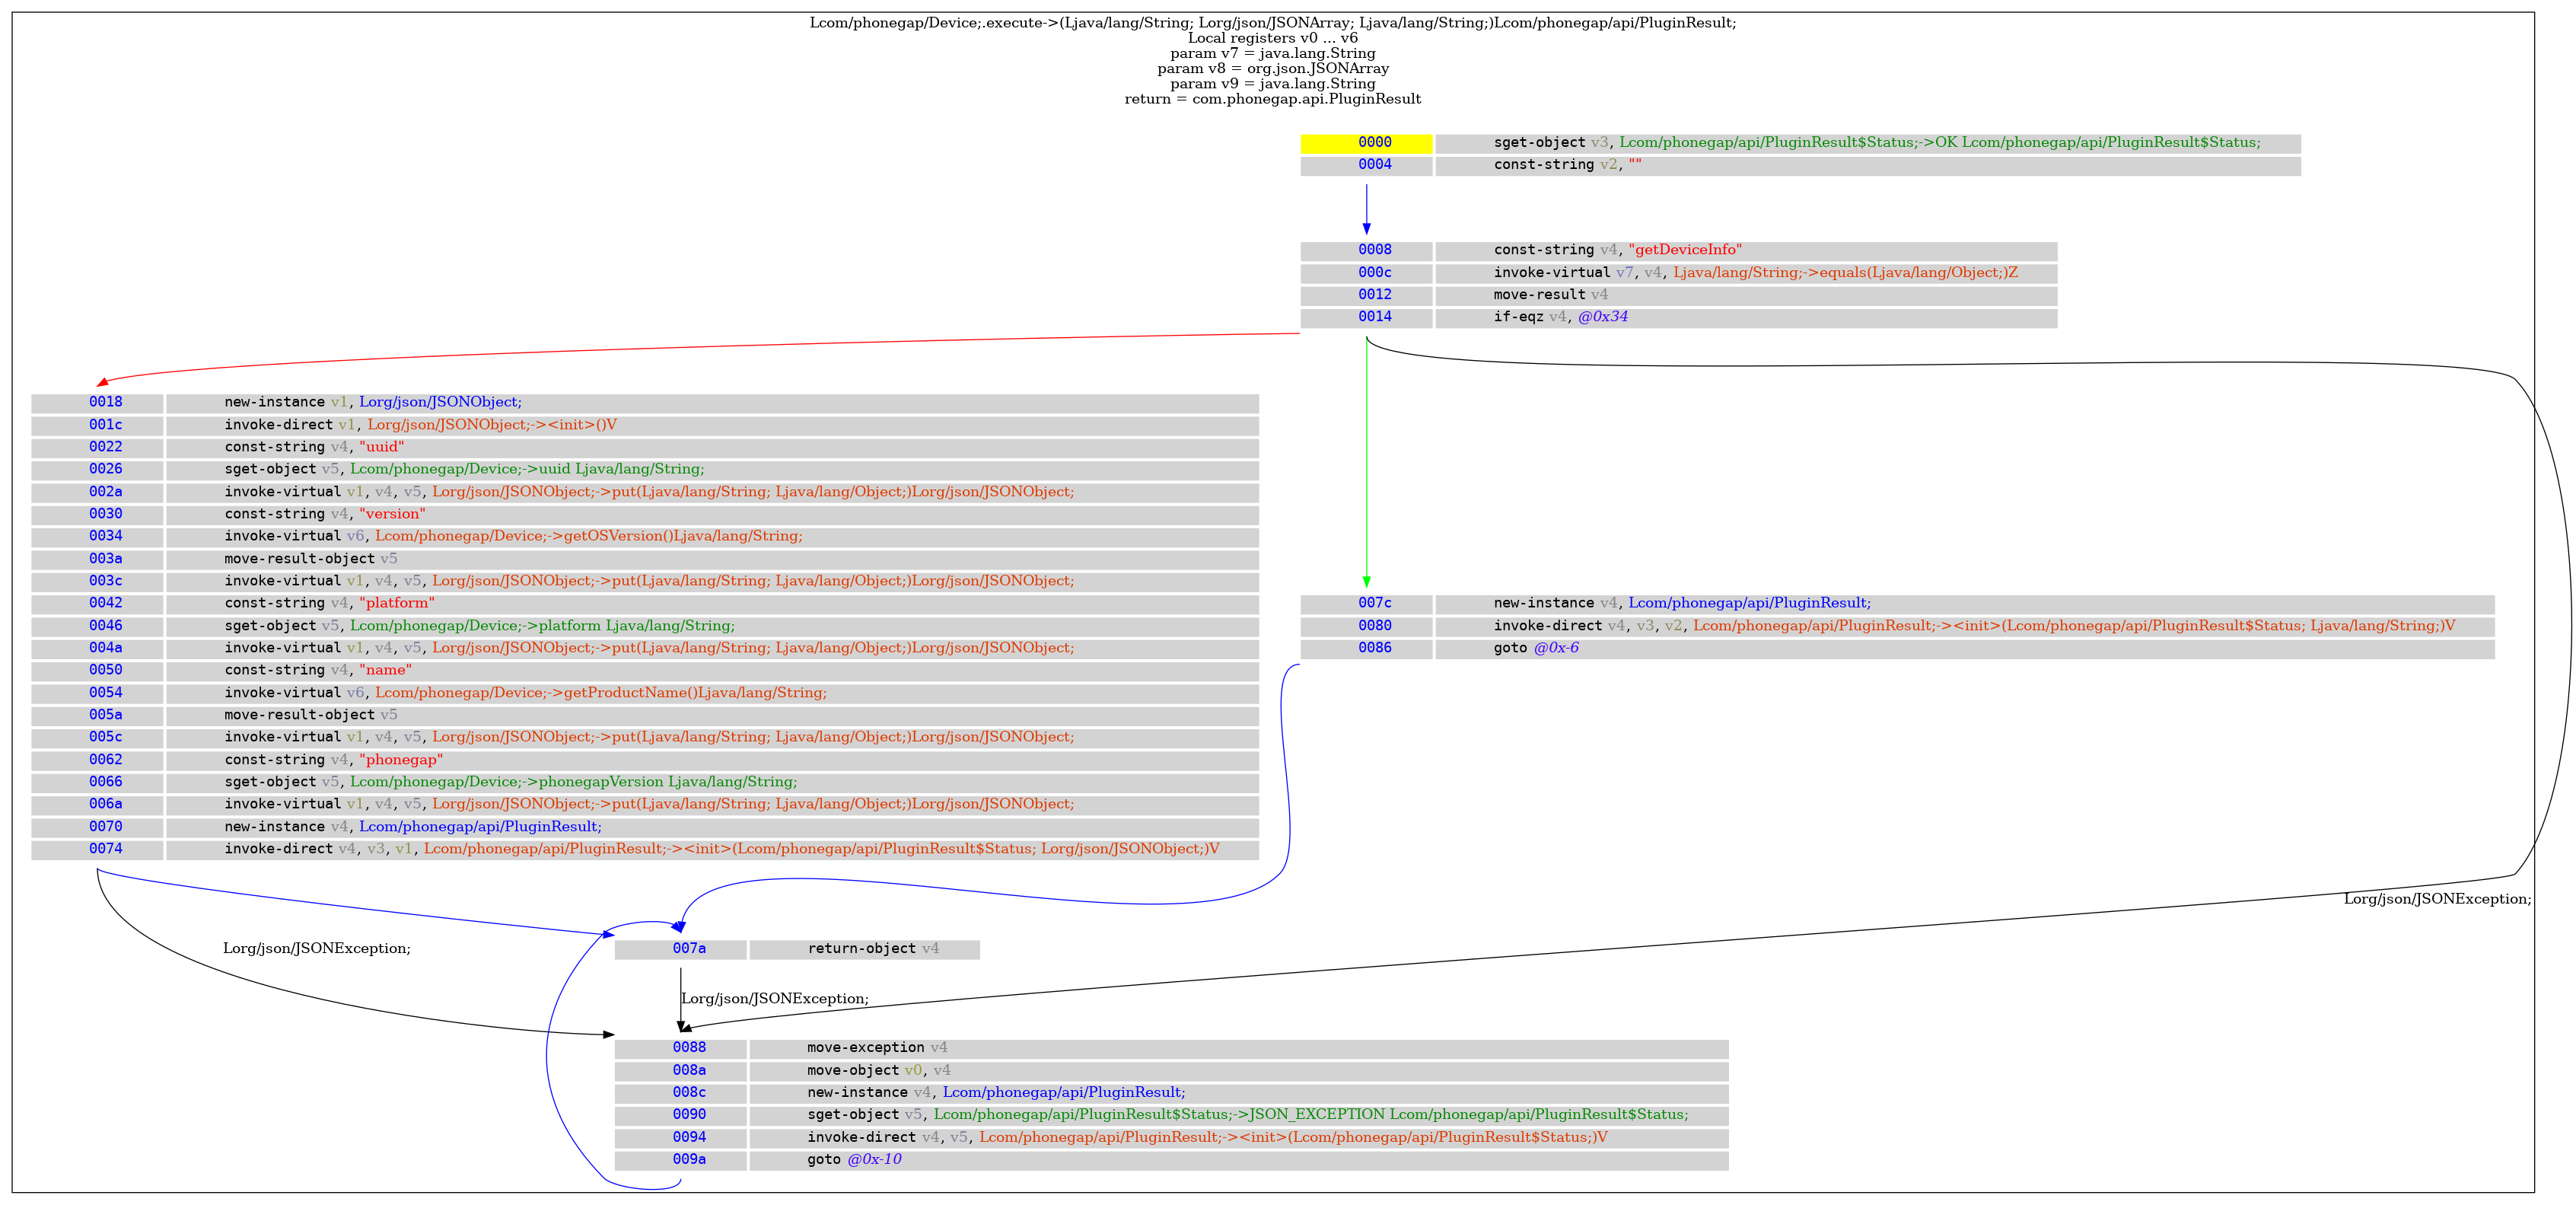 Lcom/phonegap/Device;.execute->(Ljava/lang/String; Lorg/json/JSONArray; Ljava/lang/String;)Lcom/phonegap/api/PluginResult;
Local registers v0 ... v6
param v7 = java.lang.String
param v8 = org.json.JSONArray
param v9 = java.lang.String
return = com.phonegap.api.PluginResult
0000 sget-object v3, Lcom/phonegap/api/PluginResult$Status;->OK Lcom/phonegap/api/PluginResult$Status;
0004 const-string v2, ""
0008 const-string v4, "getDeviceInfo"
000c invoke-virtual v7, v4, Ljava/lang/String;->equals(Ljava/lang/Object;)Z
0012 move-result v4
0014 if-eqz v4, @0x34
0018 new-instance v1, Lorg/json/JSONObject;
001c invoke-direct v1, Lorg/json/JSONObject;-><init>()V
0022 const-string v4, "uuid"
0026 sget-object v5, Lcom/phonegap/Device;->uuid Ljava/lang/String;
002a invoke-virtual v1, v4, v5, Lorg/json/JSONObject;->put(Ljava/lang/String; Ljava/lang/Object;)Lorg/json/JSONObject;
0030 const-string v4, "version"
0034 invoke-virtual v6, Lcom/phonegap/Device;->getOSVersion()Ljava/lang/String;
003a move-result-object v5
003c invoke-virtual v1, v4, v5, Lorg/json/JSONObject;->put(Ljava/lang/String; Ljava/lang/Object;)Lorg/json/JSONObject;
0042 const-string v4, "platform"
0046 sget-object v5, Lcom/phonegap/Device;->platform Ljava/lang/String;
004a invoke-virtual v1, v4, v5, Lorg/json/JSONObject;->put(Ljava/lang/String; Ljava/lang/Object;)Lorg/json/JSONObject;
0050 const-string v4, "name"
0054 invoke-virtual v6, Lcom/phonegap/Device;->getProductName()Ljava/lang/String;
005a move-result-object v5
005c invoke-virtual v1, v4, v5, Lorg/json/JSONObject;->put(Ljava/lang/String; Ljava/lang/Object;)Lorg/json/JSONObject;
0062 const-string v4, "phonegap"
0066 sget-object v5, Lcom/phonegap/Device;->phonegapVersion Ljava/lang/String;
006a invoke-virtual v1, v4, v5, Lorg/json/JSONObject;->put(Ljava/lang/String; Ljava/lang/Object;)Lorg/json/JSONObject;
0070 new-instance v4, Lcom/phonegap/api/PluginResult;
0074 invoke-direct v4, v3, v1, Lcom/phonegap/api/PluginResult;-><init>(Lcom/phonegap/api/PluginResult$Status; Lorg/json/JSONObject;)V
007c new-instance v4, Lcom/phonegap/api/PluginResult;
0080 invoke-direct v4, v3, v2, Lcom/phonegap/api/PluginResult;-><init>(Lcom/phonegap/api/PluginResult$Status; Ljava/lang/String;)V
0086 goto @0x-6
Lorg/json/JSONException;
Lorg/json/JSONException;
007a return-object v4
Lorg/json/JSONException;
0088 move-exception v4
008a move-object v0, v4
008c new-instance v4, Lcom/phonegap/api/PluginResult;
0090 sget-object v5, Lcom/phonegap/api/PluginResult$Status;->JSON_EXCEPTION Lcom/phonegap/api/PluginResult$Status;
0094 invoke-direct v4, v5, Lcom/phonegap/api/PluginResult;-><init>(Lcom/phonegap/api/PluginResult$Status;)V
009a goto @0x-10